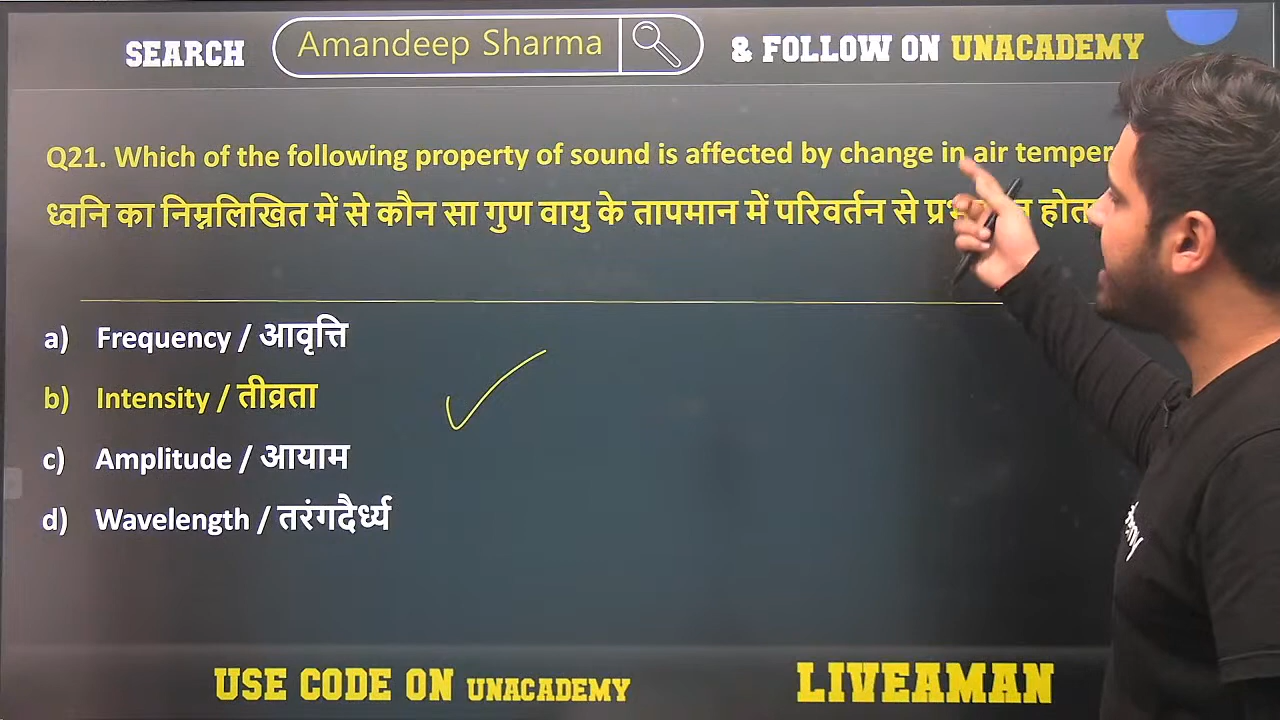 SEARCH Amandeep Sharma & FOLLOW ON UNACADEMY
Q21. Which of the following property of sound is affected by change in air
ध्वनि का निम्नलिखित में से कौन सा गुण वायु के तापमान में परिवर्तन से
a) Frequency / आवृत्ति
b) Intensity / तीव्रता
c) Amplitude / आयाम
d) Wavelength / तरंगदैर्ध्य
USE CODE ON UNACADEMY LIVEAMAN